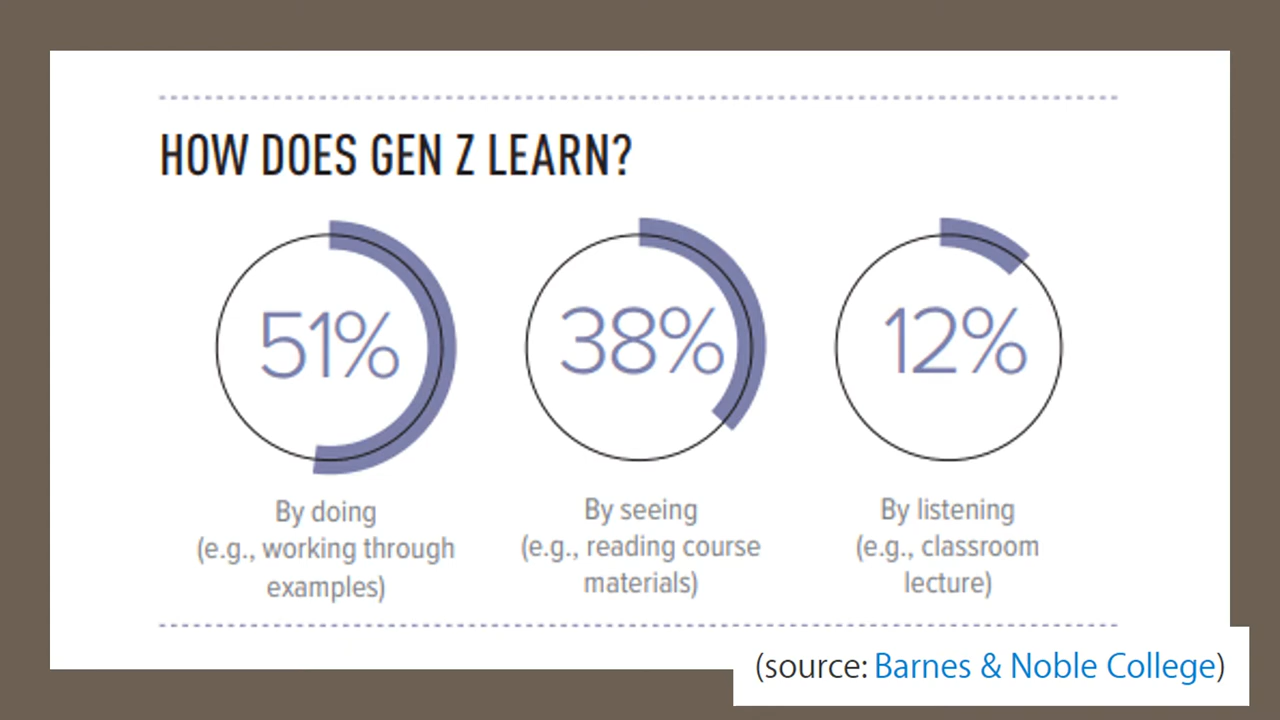 HOW DOES GEN Z LEARN?
51%
38%
12%
By doing
(e.g., working through
examples)
By seeing
(e.g., reading course
materials)
By listening
(e.g., classroom
lecture)
(source: Barnes & Noble College)